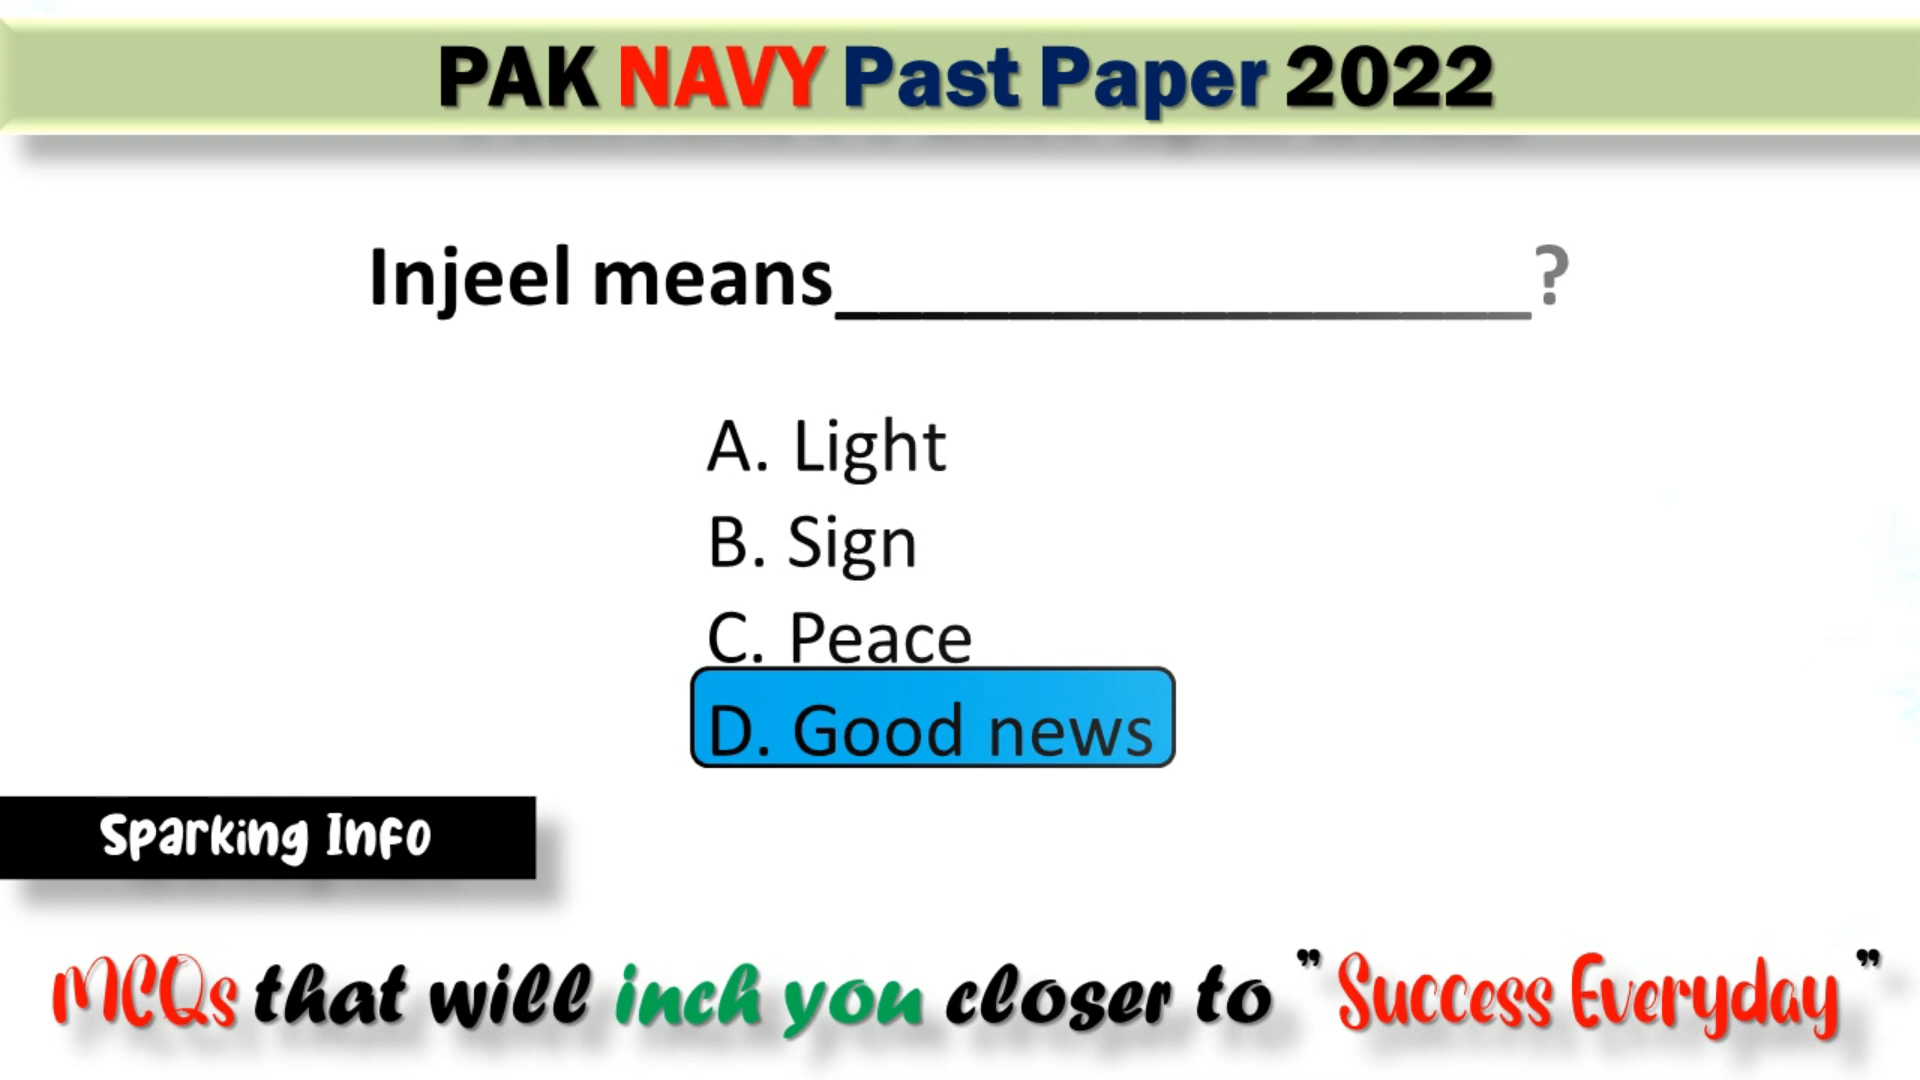 PAK NAVY Past Paper 2022
Injeel means________________?
A. Light
B. Sign
C. Peace
D. Good news
Sparking Info
MCQs that will inch you closer to " Success Everyday "